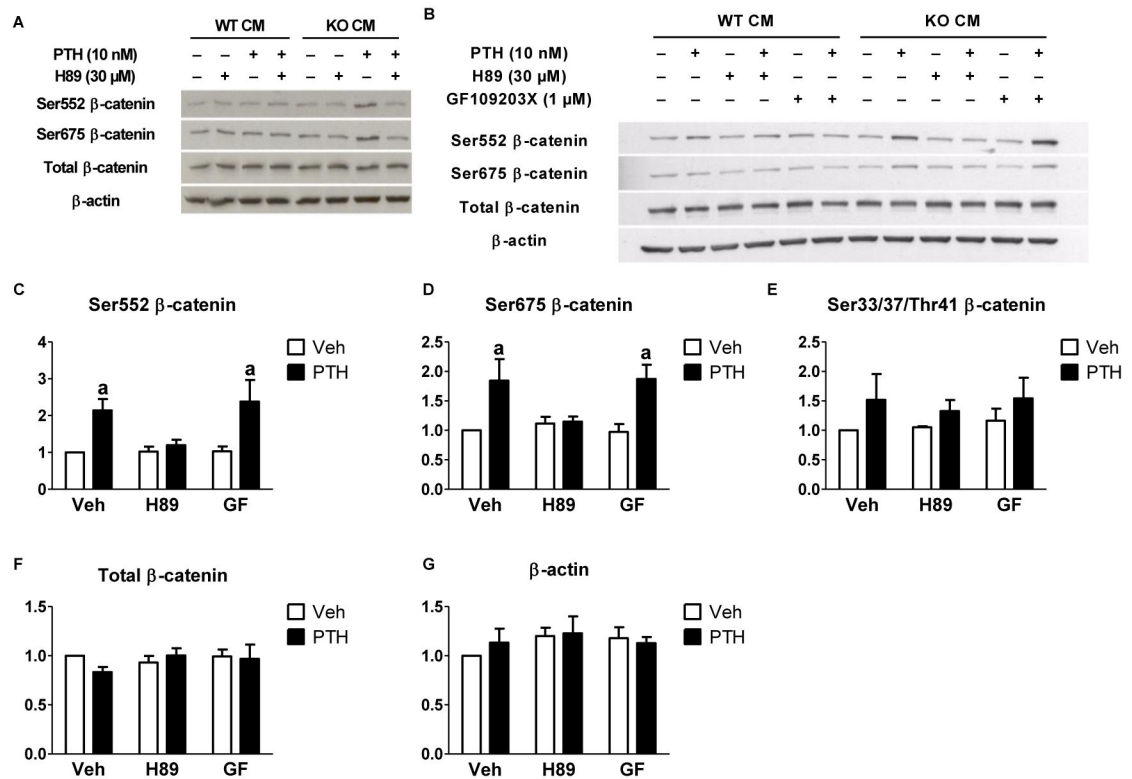 A
WT CM KO CM
PTH (10 nM) – – + + – – + +
H89 (30 µM) – + – + – + – +
Ser552 β-catenin
Ser675 β-catenin
Total β-catenin
β-actin
B
WT CM KO CM
PTH (10 nM) – + – + – + – + – + – +
H89 (30 µM) – – + + – – – – + + – –
GF109203X (1 µM) – – – – + + – – – – + +
Ser552 β-catenin
Ser675 β-catenin
Total β-catenin
β-actin
C
Ser552 β-catenin
4
3
2
1
0
a
a
Veh
PTH
Veh H89 GF
D
Ser675 β-catenin
2.5
2.0
1.5
1.0
0.5
0.0
a
a
Veh
PTH
Veh H89 GF
E
Ser33/37/Thr41 β-catenin
2.5
2.0
1.5
1.0
0.5
0.0
Veh
PTH
Veh H89 GF
F
Total β-catenin
1.5
1.0
0.5
0.0
Veh
PTH
Veh H89 GF
G
β-actin
1.5
1.0
0.5
0.0
Veh
PTH
Veh H89 GF